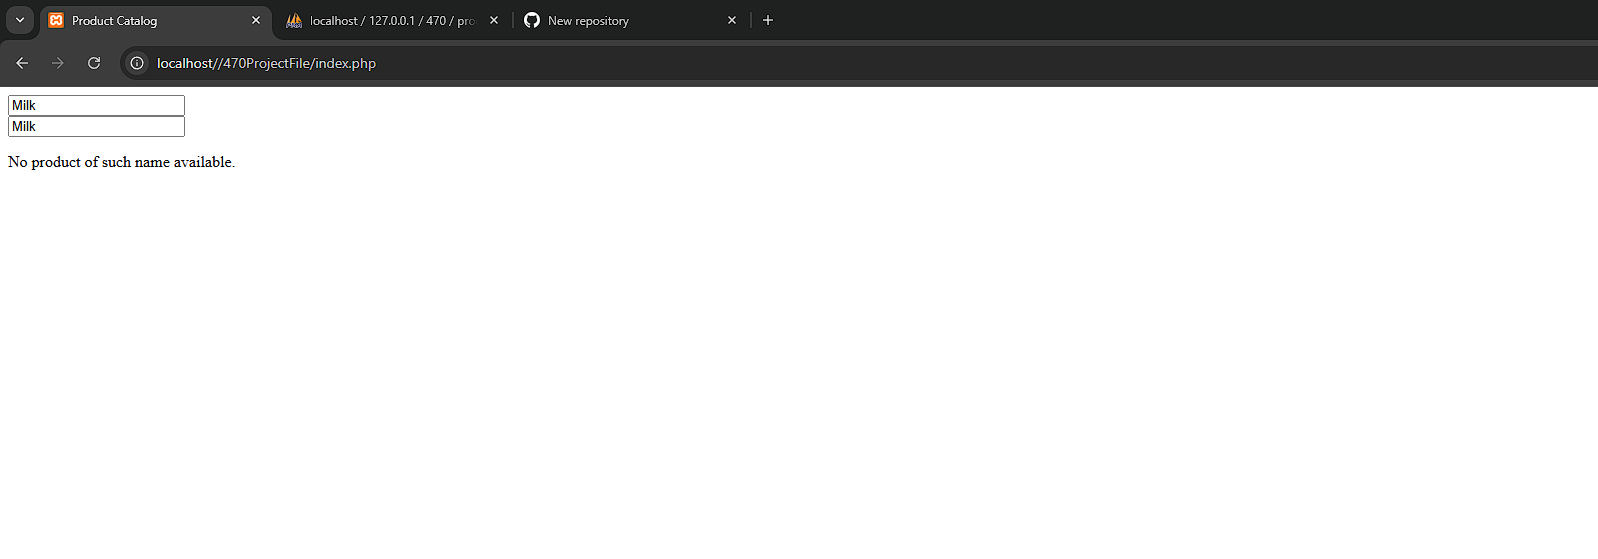 Product Catalog
localhost / 127.0.0.1 / 470 / pro
New repository
localhost//470ProjectFile/index.php
Milk
Milk
No product of such name available.